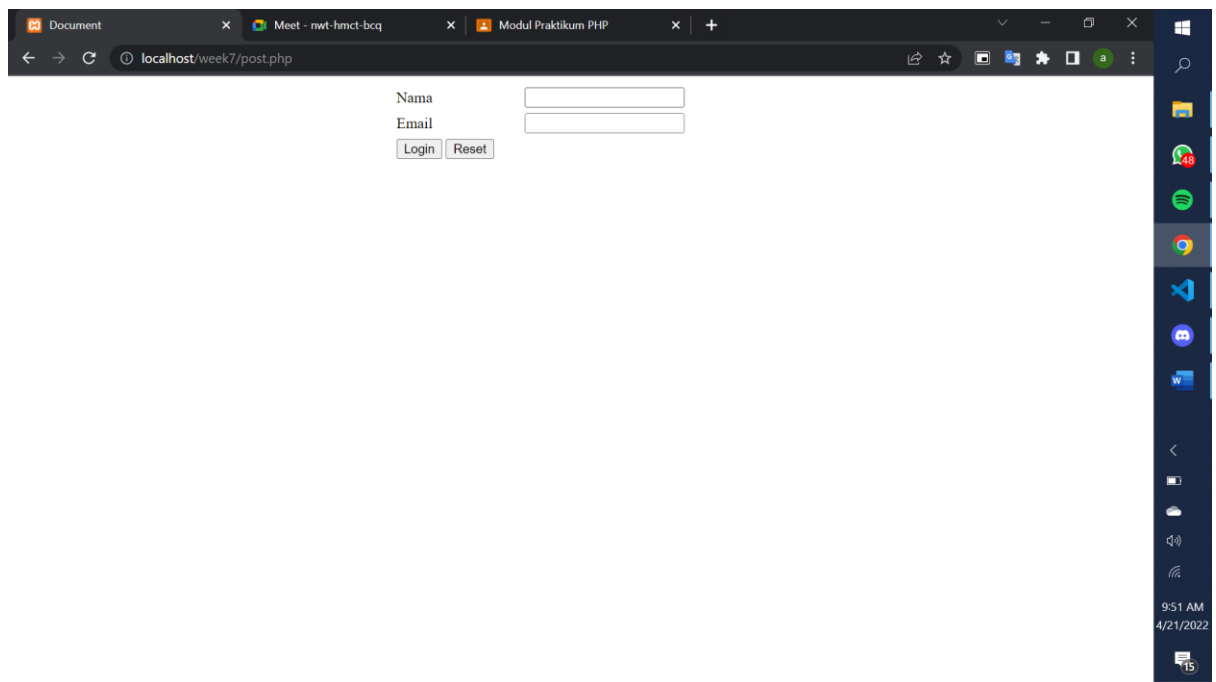 Document
Meet - nwt-hmct-bcq
Modul Praktikum PHP
localhost/week7/post.php
a
Nama
Email
Login Reset
48
W
9:51 AM
4/21/2022
15